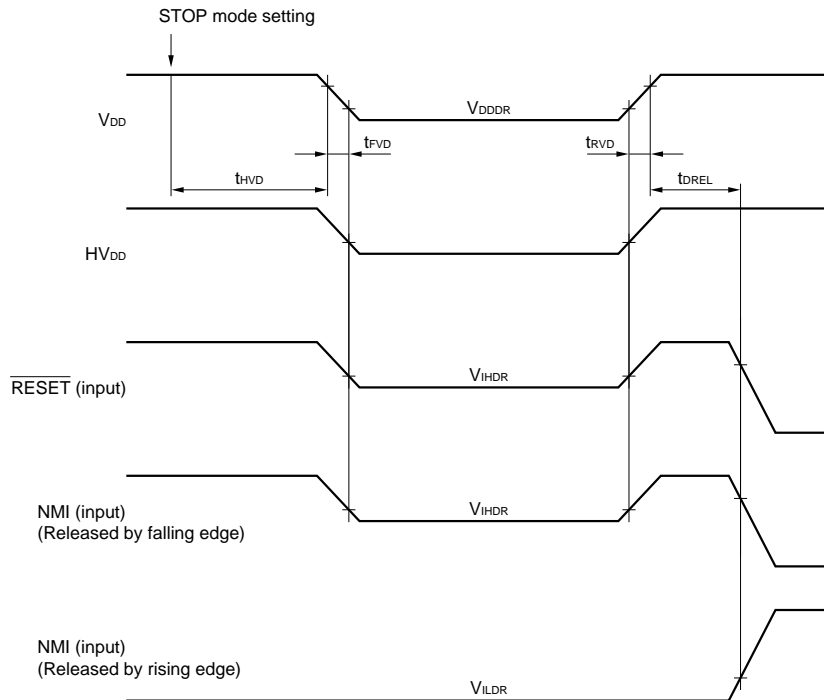 STOP mode setting
VDD
VDDDR
tFVD
tRVD
tHVD
tDREL
HVDD
RESET (input)
VIHDR
NMI (input)
(Released by falling edge)
VIHDR
NMI (input)
(Released by rising edge)
VILDR